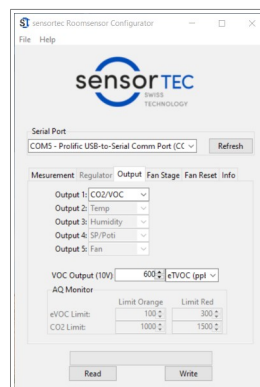 sensortec Roomsensor Configurator
File Help
sensorTEC
SWISS
TECHNOLOGY
Serial Port
COM5 - Prolific USB-to-Serial Comm Port (CC
Refresh
Mesurement Regulator Output Fan Stage Fan Reset Info
Output 1: CO2/VOC
Output 2: Temp
Output 3: Humidity
Output 4: SP/Poti
Output 5: Fan
VOC Output (10V) 600 eTVOC (ppl
AQ Monitor
Limit Orange Limit Red
eVOC Limit: 100 300
CO2 Limit: 1000 1500
Read Write